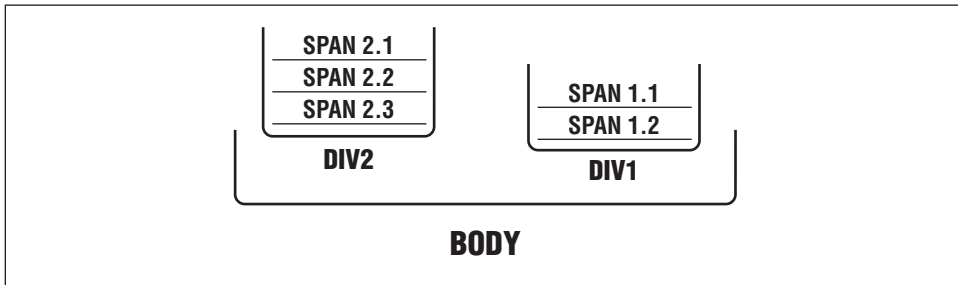 SPAN 2.1
SPAN 2.2
SPAN 2.3
DIV2
SPAN 1.1
SPAN 1.2
DIV1
BODY